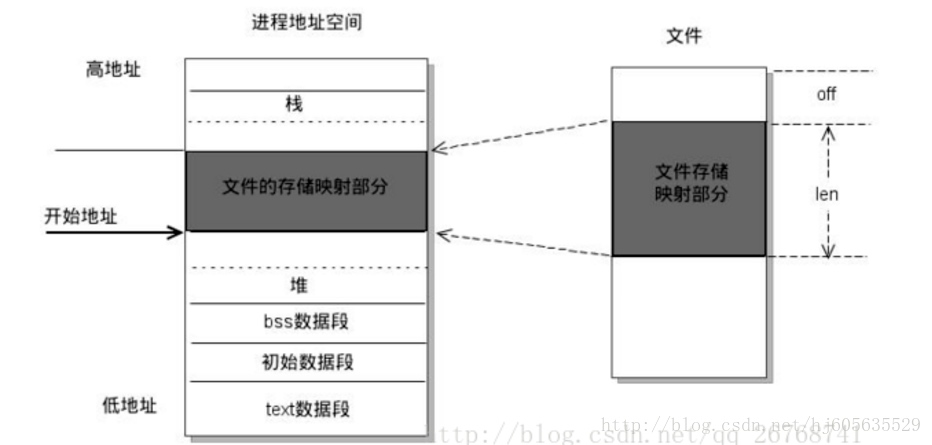 进程地址空间
文件
高地址
off
栈
文件的存储映射部分
文件存储
映射部分
len
开始地址
堆
bss数据段
初始数据段
低地址
text数据段
http://blog.csdn.net/hj605635529
http://blog.csdn.net/qq_26768741